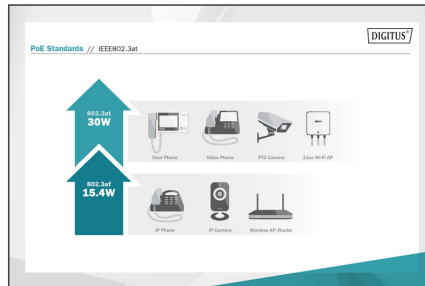 DIGITUS®
PoE Standards // IEEE802.3at
802.3at
30W
Door Phone Video Phone PTZ Camera 11ac Wi-Fi AP
802.3af
15.4W
IP Phone IP Camera Wireless AP/Router